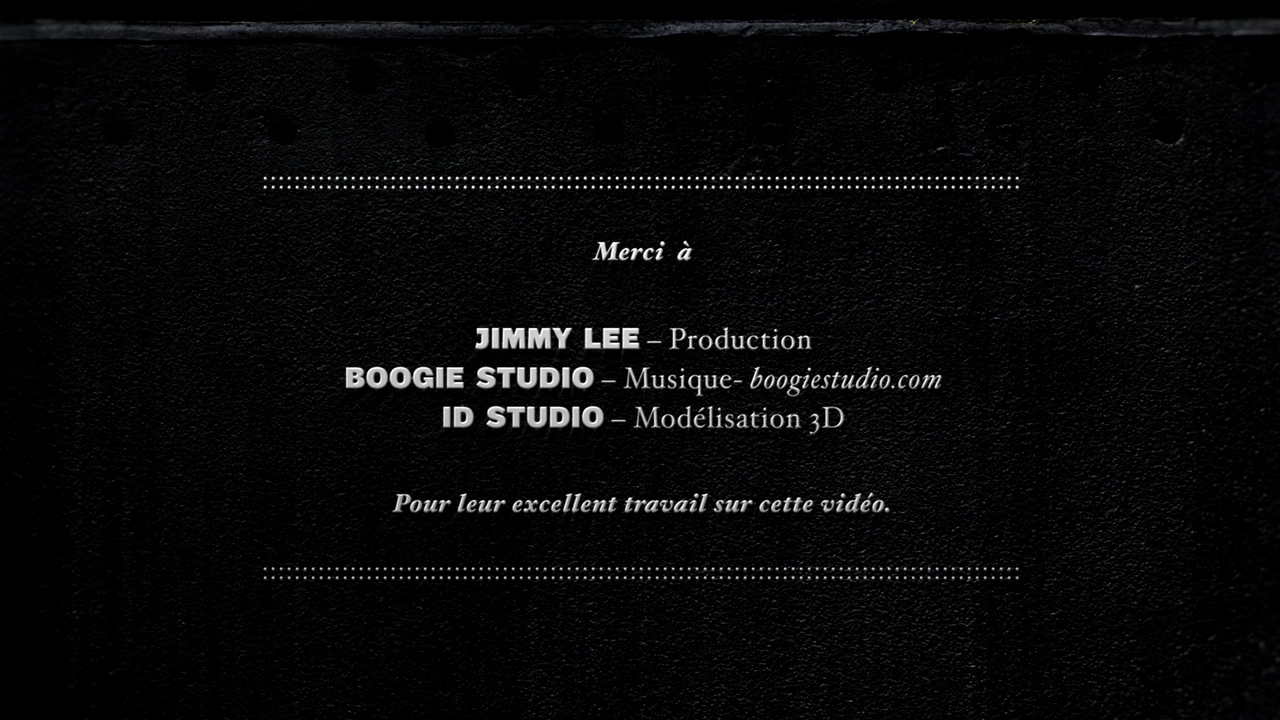 Merci à
JIMMY LEE – Production
BOOGIE STUDIO – Musique- boogiestudio.com
ID STUDIO – Modélisation 3D
Pour leur excellent travail sur cette vidéo.